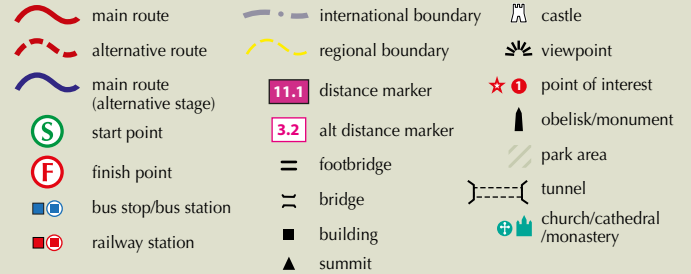 main route
alternative route
main route
(alternative stage)
S start point
F finish point
bus stop/bus station
railway station
international boundary
regional boundary
11.1 distance marker
3.2 alt distance marker
footbridge
bridge
building
summit
castle
viewpoint
1 point of interest
obelisk/monument
park area
tunnel
church/cathedral
/monastery